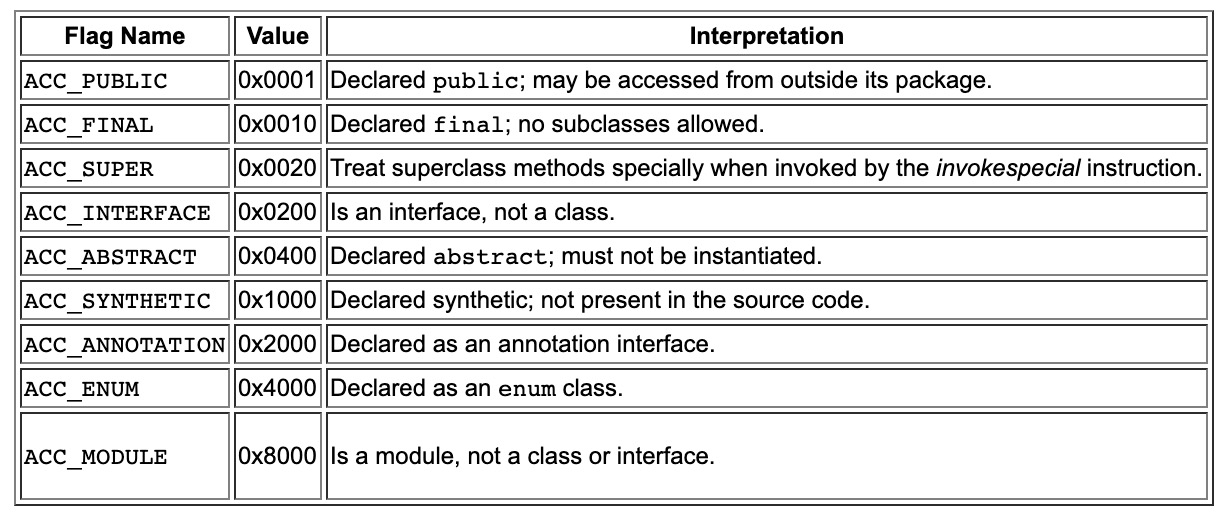 Flag Name Value Interpretation
ACC_PUBLIC 0x0001 Declared public; may be accessed from outside its package.
ACC_FINAL 0x0010 Declared final; no subclasses allowed.
ACC_SUPER 0x0020 Treat superclass methods specially when invoked by the invokespecial instruction.
ACC_INTERFACE 0x0200 Is an interface, not a class.
ACC_ABSTRACT 0x0400 Declared abstract; must not be instantiated.
ACC_SYNTHETIC 0x1000 Declared synthetic; not present in the source code.
ACC_ANNOTATION 0x2000 Declared as an annotation interface.
ACC_ENUM 0x4000 Declared as an enum class.
ACC_MODULE 0x8000 Is a module, not a class or interface.